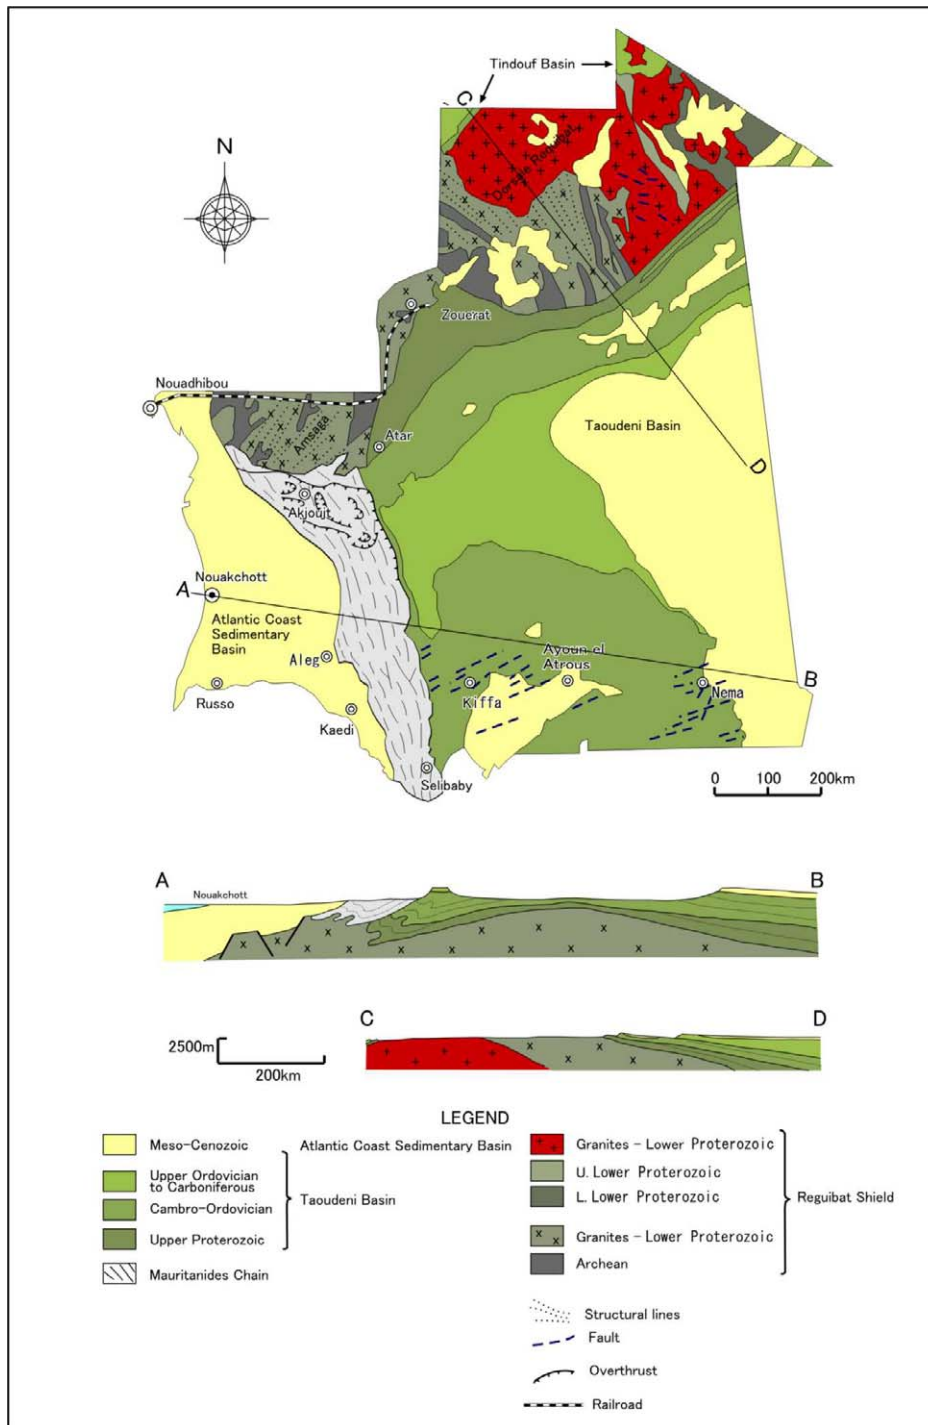 Tindouf Basin
C
N
Dorsale Reguibat
Zouerat
Nouadhibou
Amsaga
Atar
Taoudeni Basin
D
Akjoujt
Nouakchott
A
Atlantic Coast
Sedimentary
Basin
Aleg
Ayoun el
Atrous
B
Kiffa
Nema
Russo
Kaedi
Selibaby
0 100 200km
A
Nouakchott
B
C
D
2500m
200km
LEGEND
Meso-Cenozoic
Atlantic Coast Sedimentary Basin
Upper Ordovician
to Carboniferous
Cambro-Ordovician
Upper Proterozoic
Taoudeni Basin
Mauritanides Chain
Granites - Lower Proterozoic
U. Lower Proterozoic
L. Lower Proterozoic
Granites - Lower Proterozoic
Archean
Reguibat Shield
Structural lines
Fault
Overthrust
Railroad